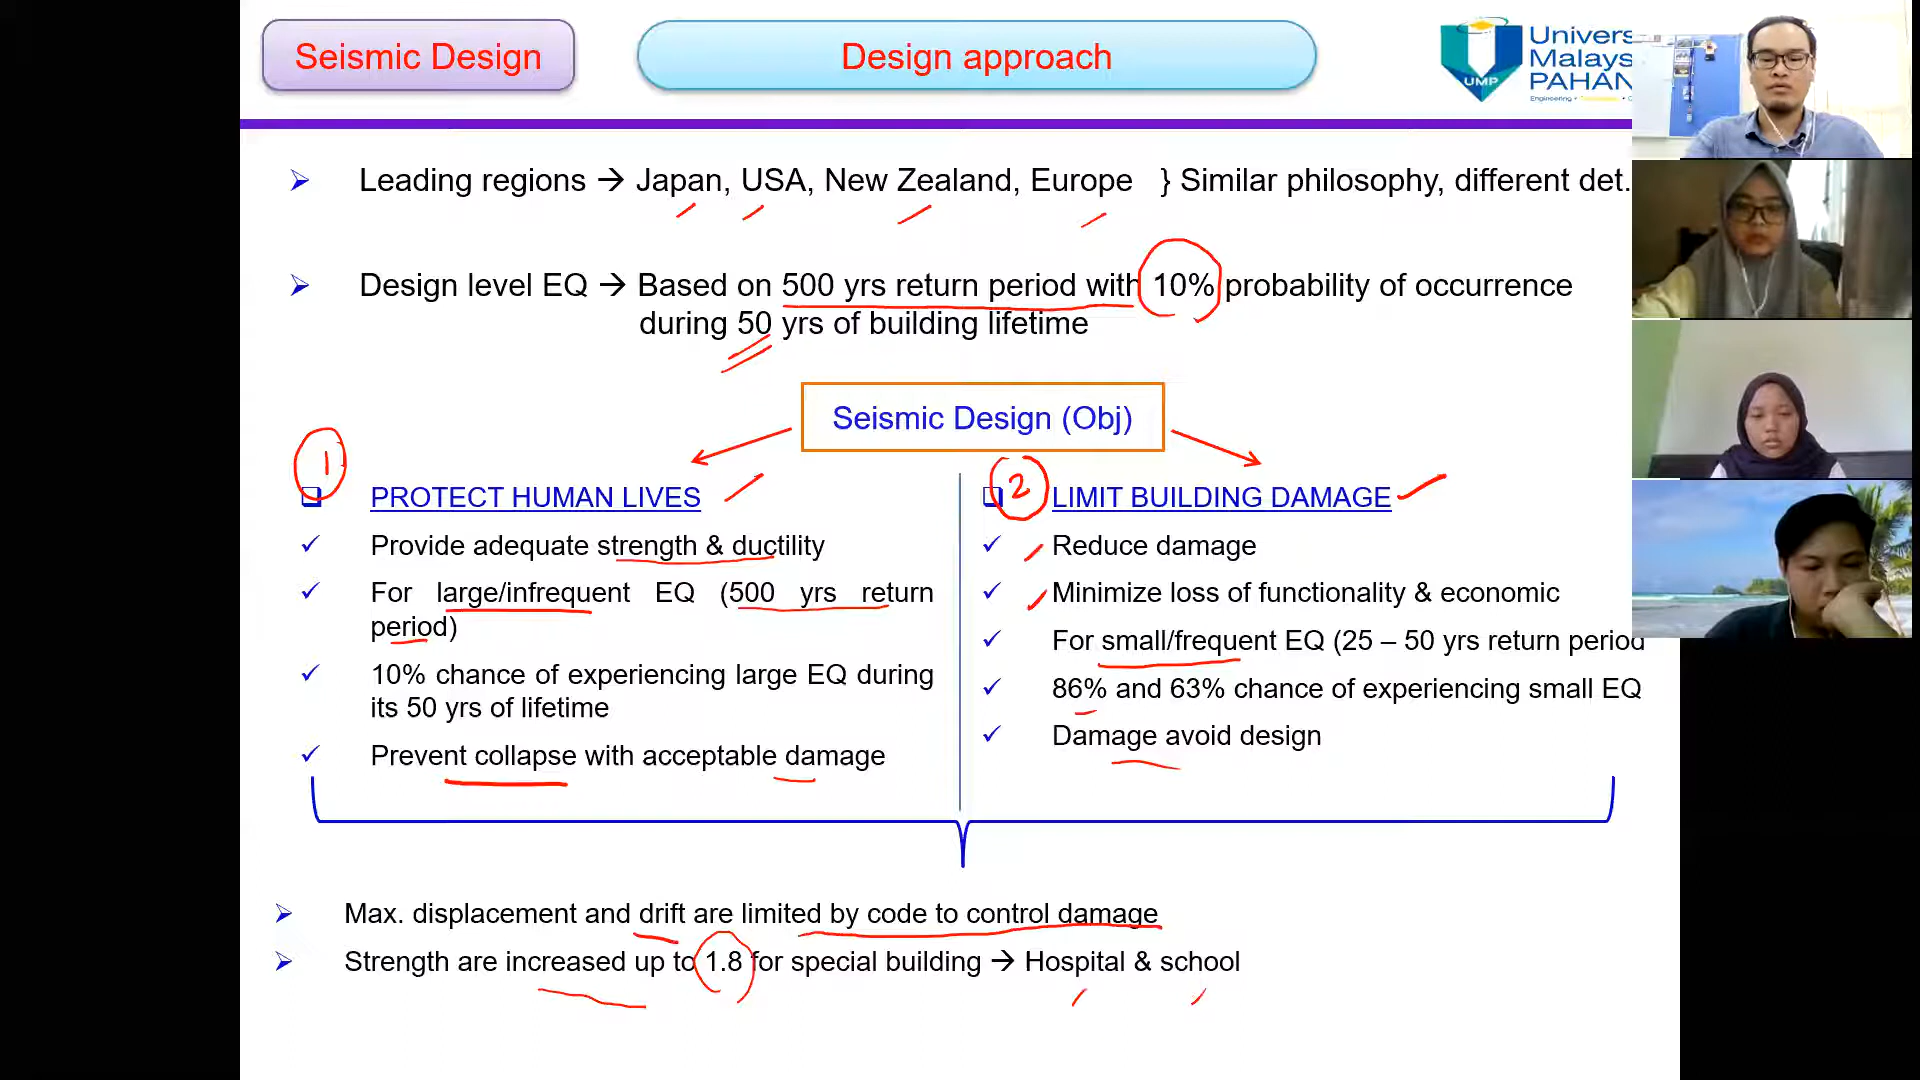 Seismic Design
Design approach
UMP
Univers
Malays
PAHAN
Engineering •
➢ Leading regions → Japan, USA, New Zealand, Europe } Similar philosophy, different det.
➢ Design level EQ → Based on 500 yrs return period with 10% probability of occurrence
during 50 yrs of building lifetime
Seismic Design (Obj)
1
❑ PROTECT HUMAN LIVES
✓ Provide adequate strength & ductility
✓ For large/infrequent EQ (500 yrs return
period)
✓ 10% chance of experiencing large EQ during
its 50 yrs of lifetime
✓ Prevent collapse with acceptable damage
2
❑ LIMIT BUILDING DAMAGE
✓ Reduce damage
✓ Minimize loss of functionality & economic
✓ For small/frequent EQ (25 – 50 yrs return period
✓ 86% and 63% chance of experiencing small EQ
✓ Damage avoid design
➢ Max. displacement and drift are limited by code to control damage
➢ Strength are increased up to 1.8 for special building → Hospital & school